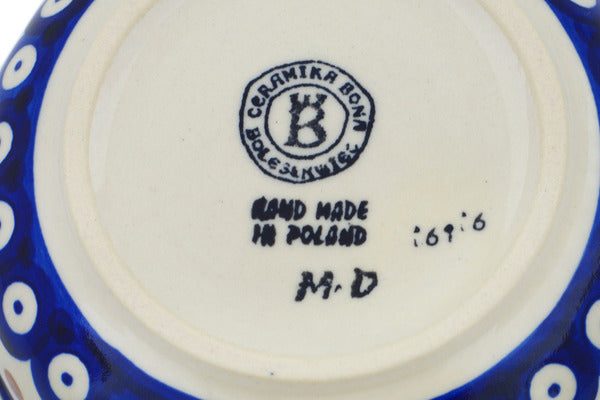 CERAMIKA BONA
B
BOLESŁAWIEC
HAND MADE
IN POLAND
M.D